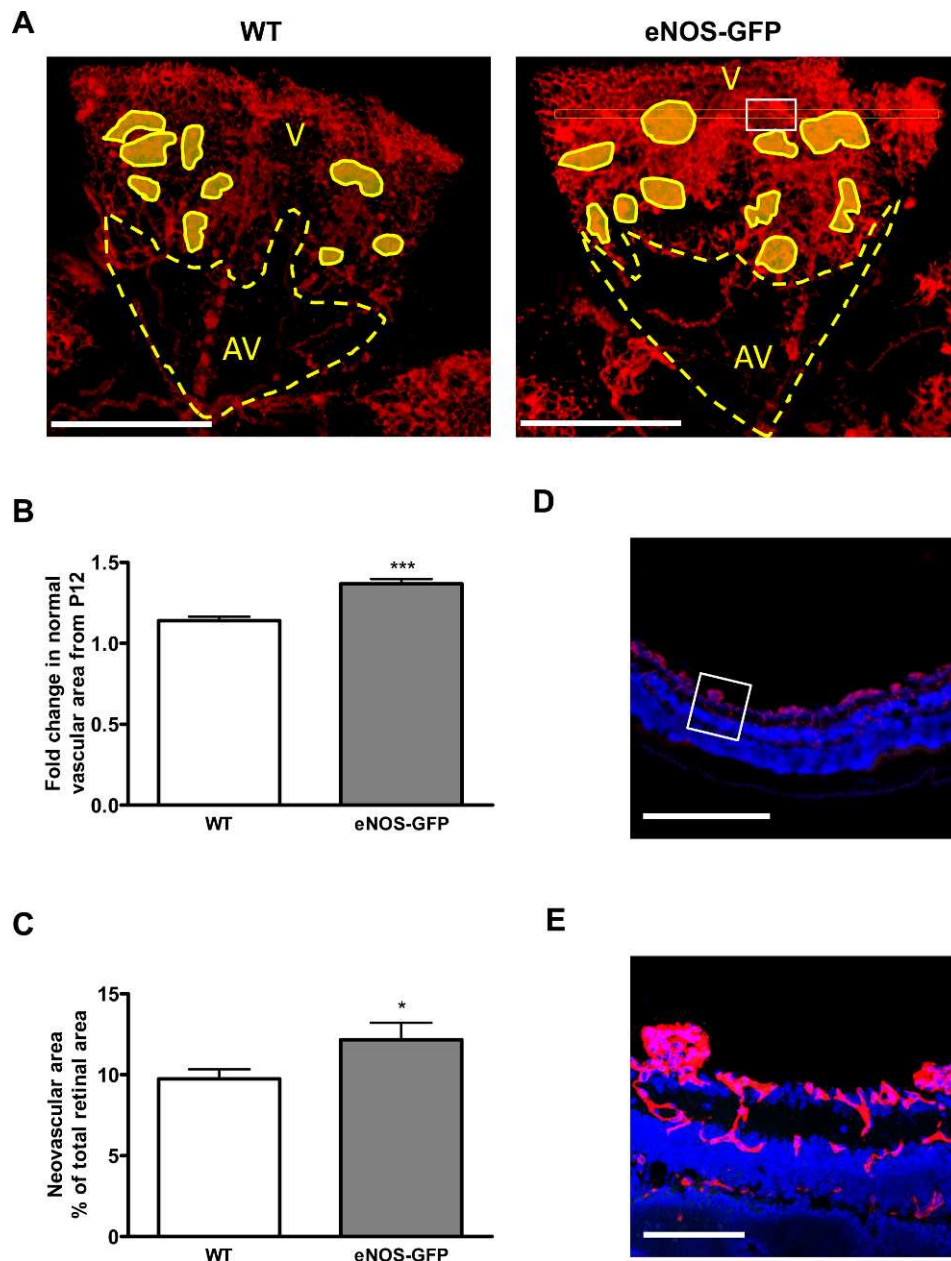 A
WT
eNOS-GFP
V
AV
V
AV
B
Fold change in normal
vascular area from P12
1.5
1.0
0.5
0.0
***
WT
eNOS-GFP
C
Neovascular area
% of total retinal area
15
10
5
0
*
WT
eNOS-GFP
D
E